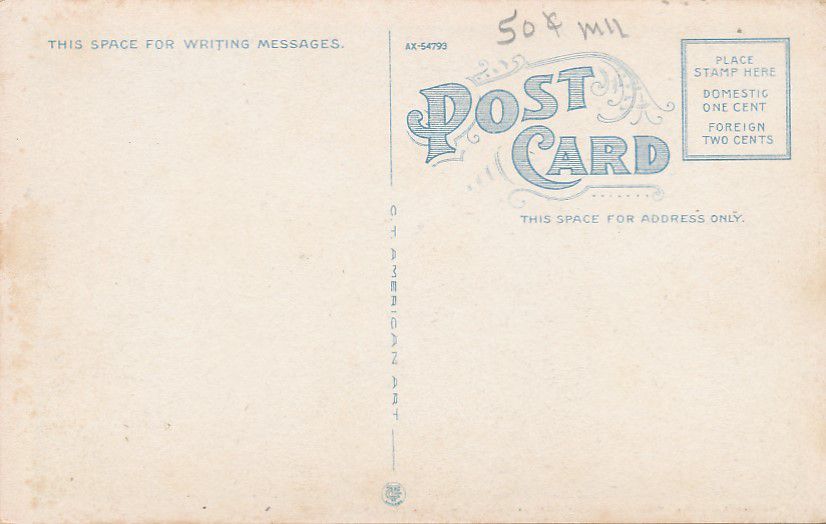 THIS SPACE FOR WRITING MESSAGES.
AX-54793
50¢
POST
CARD
PLACE
STAMP HERE
DOMESTIC
ONE CENT
FOREIGN
TWO CENTS
THIS SPACE FOR ADDRESS ONLY.
C.T. AMERICAN ART